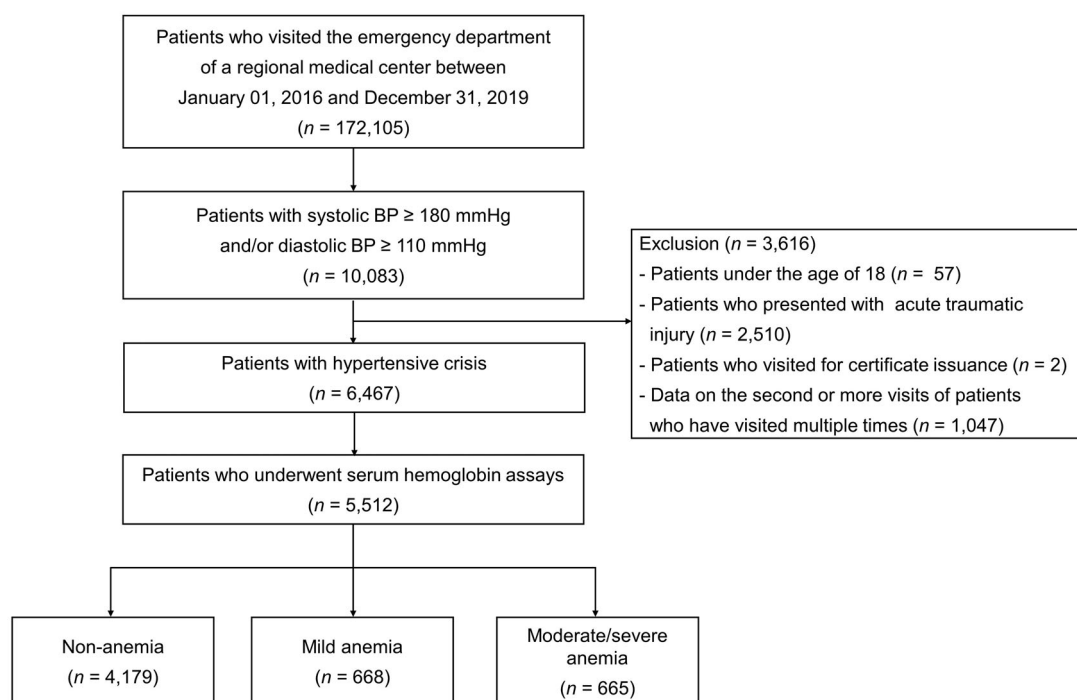 Patients who visited the emergency department
of a regional medical center between
January 01, 2016 and December 31, 2019
(n = 172,105)
Patients with systolic BP ≥ 180 mmHg
and/or diastolic BP ≥ 110 mmHg
(n = 10,083)
Exclusion (n = 3,616)
- Patients under the age of 18 (n =  57)
- Patients who presented with  acute traumatic
injury (n = 2,510)
- Patients who visited for certificate issuance (n = 2)
- Data on the second or more visits of patients
who have visited multiple times (n = 1,047)
Patients with hypertensive crisis
(n = 6,467)
Patients who underwent serum hemoglobin assays
(n = 5,512)
Non-anemia
(n = 4,179)
Mild anemia
(n = 668)
Moderate/severe
anemia
(n = 665)